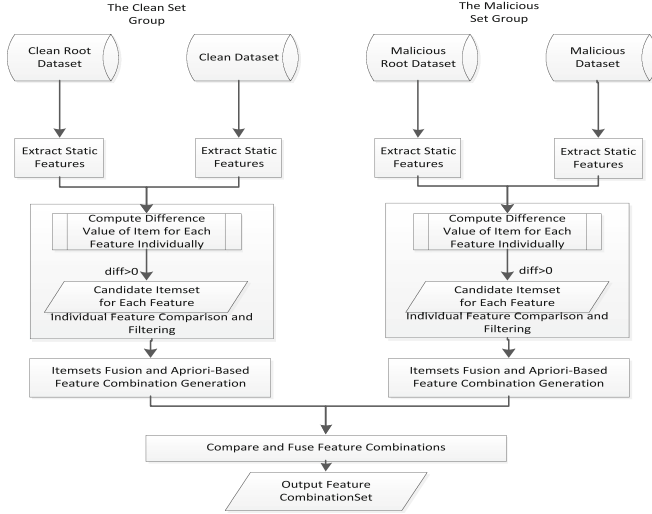 The Clean Set
Group
The Malicious
Set Group
Clean Root
Dataset
Clean Dataset
Malicious
Root Dataset
Malicious
Dataset
Extract Static
Features
Extract Static
Features
Extract Static
Features
Extract Static
Features
Compute Difference
Value of Item for Each
Feature Individually
diff>0
Candidate Itemset
for Each Feature
Individual Feature Comparison and
Filtering
Compute Difference
Value of Item for Each
Feature Individually
diff>0
Candidate Itemset
for Each Feature
Individual Feature Comparison and
Filtering
Itemsets Fusion and Apriori-Based
Feature Combination Generation
Itemsets Fusion and Apriori-Based
Feature Combination Generation
Compare and Fuse Feature Combinations
Output Feature
CombinationSet